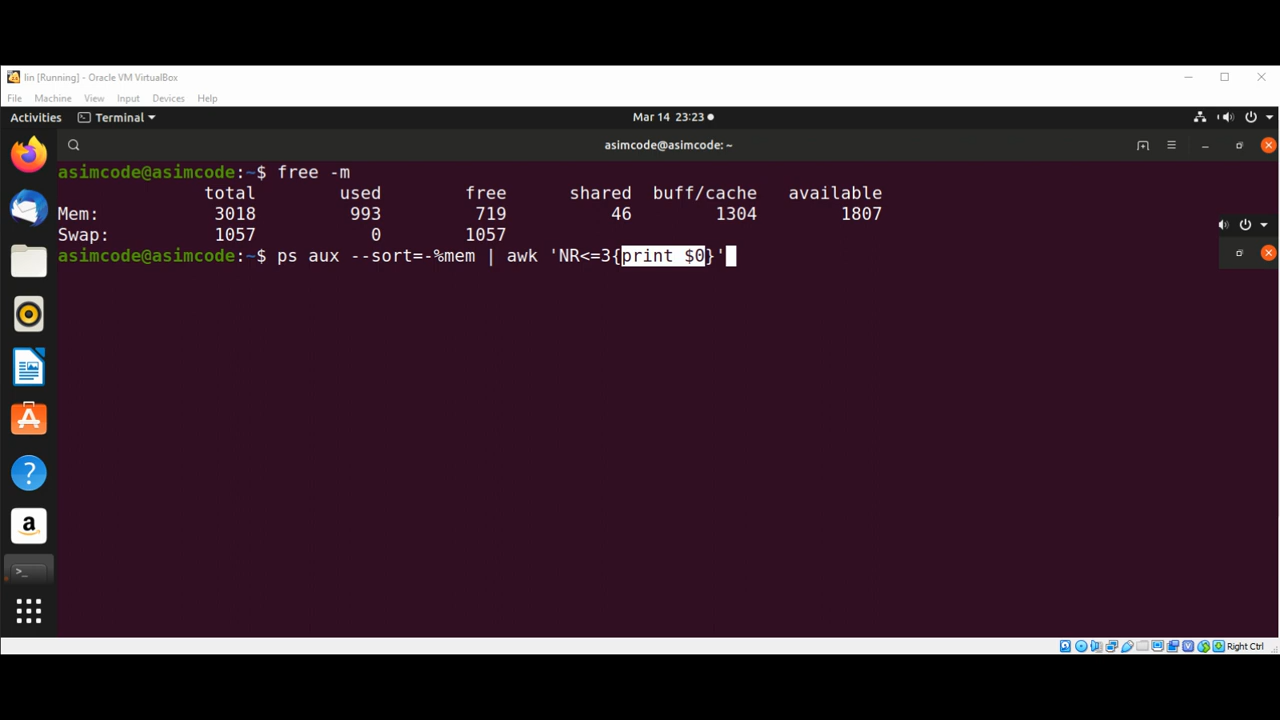 lin [Running] - Oracle VM VirtualBox
File Machine View Input Devices Help
Activities Terminal Mar 14 23:23
asimcode@asimcode: ~
asimcode@asimcode:~$ free -m
total used free shared buff/cache available
Mem: 3018 993 719 46 1304 1807
Swap: 1057 0 1057
asimcode@asimcode:~$ ps aux --sort=-%mem | awk 'NR<=3{print $0}'
Right Ctrl